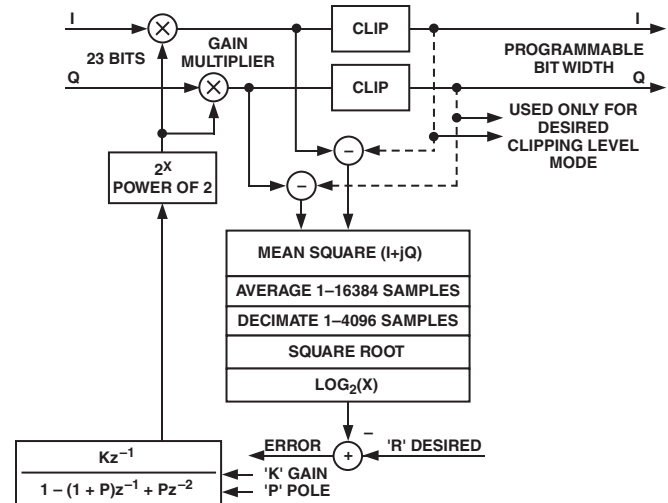 I
CLIP
I
23 BITS
GAIN
MULTIPLIER
PROGRAMMABLE
BIT WIDTH
Q
×
×
CLIP
Q
USED ONLY FOR
DESIRED
CLIPPING LEVEL
MODE
2^X
POWER OF 2
–
–
MEAN SQUARE (I+jQ)
AVERAGE 1–16384 SAMPLES
DECIMATE 1–4096 SAMPLES
SQUARE ROOT
LOG₂(X)
–
ERROR
+
'R' DESIRED
Kz⁻¹
1 – (1 + P)z⁻¹ + Pz⁻²
'K' GAIN
'P' POLE